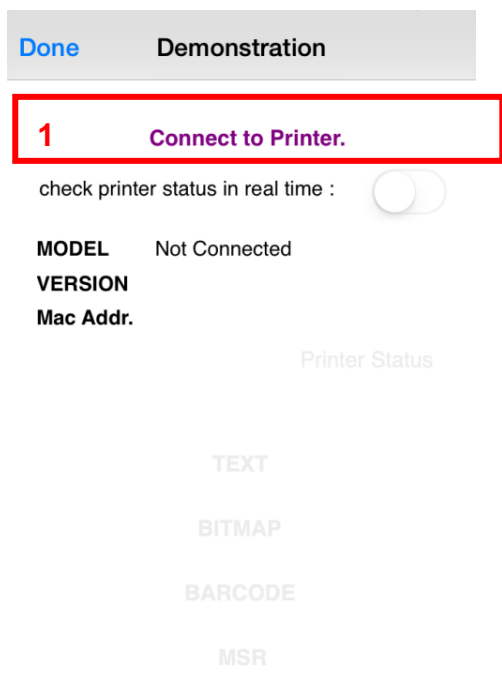 Done Demonstration
1 Connect to Printer.
check printer status in real time :
MODEL Not Connected
VERSION
Mac Addr.
Printer Status
TEXT
BITMAP
BARCODE
MSR